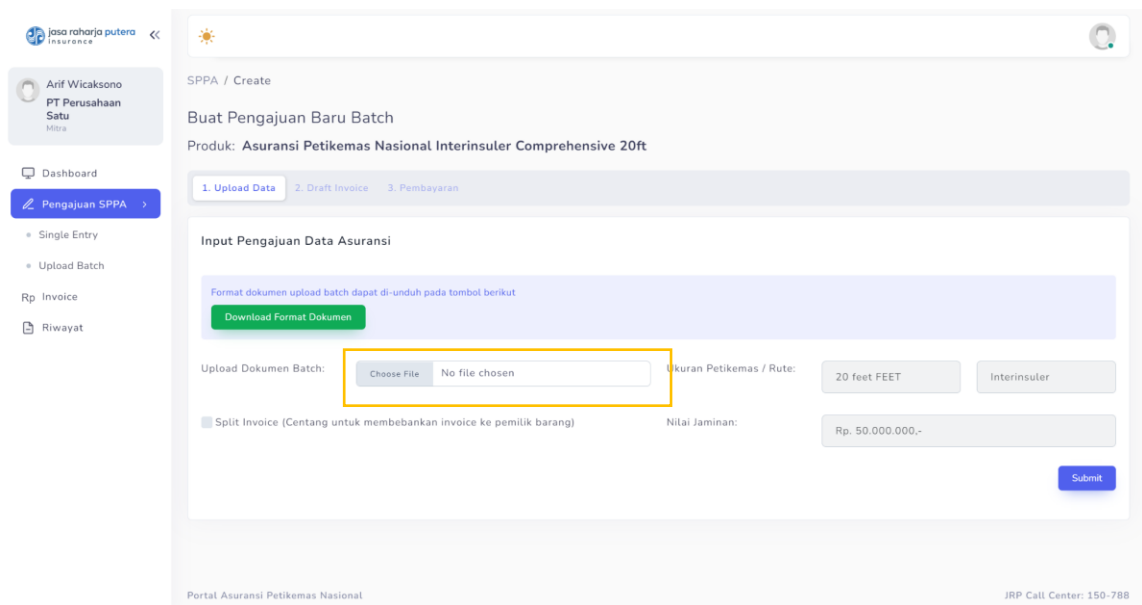 jasa raharja putera
insurance
Arif Wicaksono
PT Perusahaan
Satu
Mitra
Dashboard
Pengajuan SPPA
Single Entry
Upload Batch
Rp Invoice
Riwayat
SPPA / Create
Buat Pengajuan Baru Batch
Produk: Asuransi Petikemas Nasional Interinsuler Comprehensive 20ft
1. Upload Data 2. Draft Invoice 3. Pembayaran
Input Pengajuan Data Asuransi
Format dokumen upload batch dapat di-unduh pada tombol berikut
Download Format Dokumen
Upload Dokumen Batch: Choose File No file chosen
Ukuran Petikemas / Rute: 20 feet FEET Interinsuler
Split Invoice (Centang untuk membebankan invoice ke pemilik barang)
Nilai Jaminan: Rp. 50.000.000,-
Submit
Portal Asuransi Petikemas Nasional
JRP Call Center: 150-788